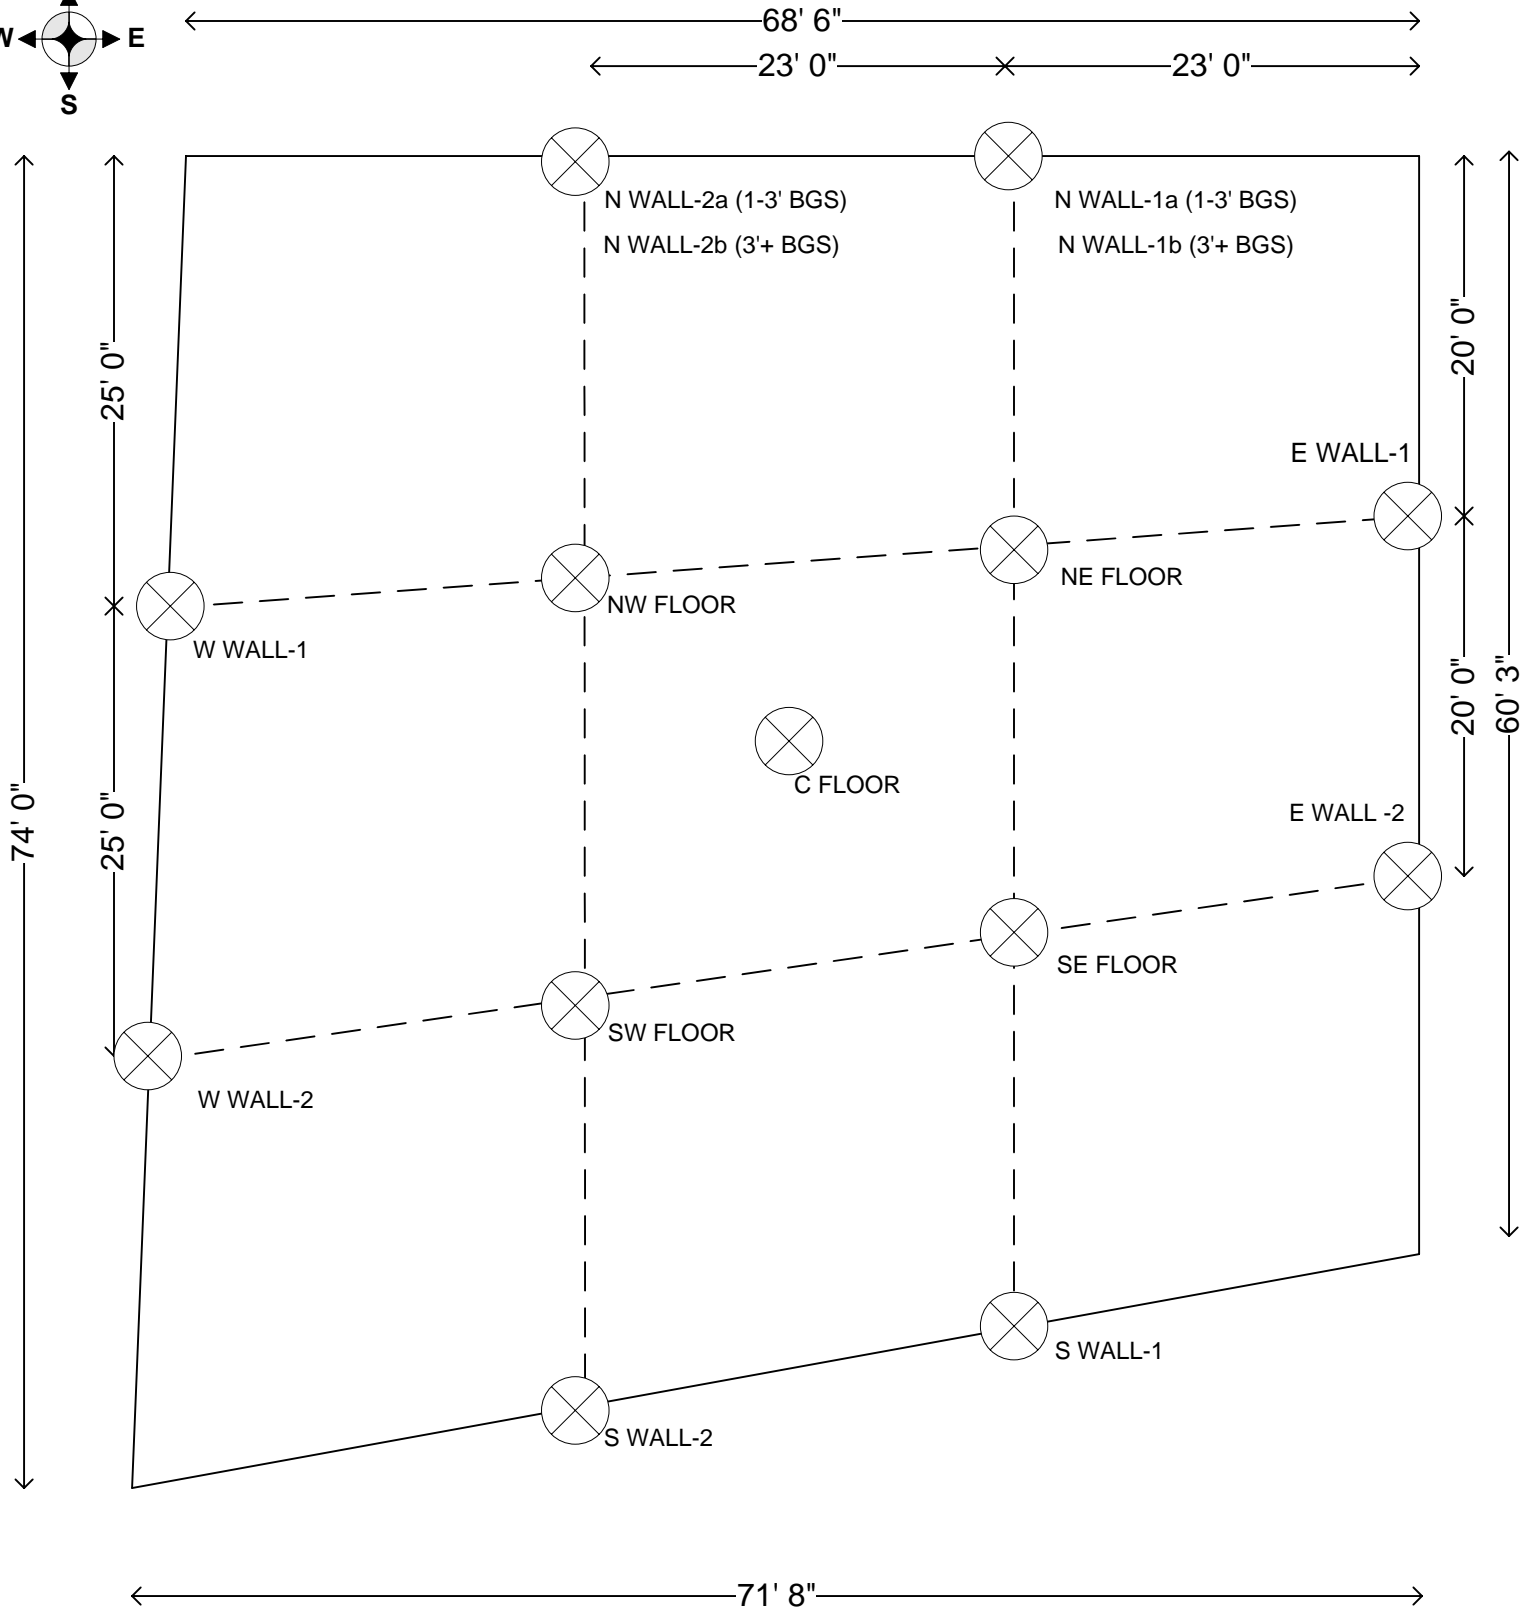 68' 6"
W E
23' 0" 23' 0"
S
N WALL-2a (1-3' BGS) N WALL-1a (1-3' BGS)
N WALL-2b (3'+ BGS) N WALL-1b (3'+ BGS)
20' 0"
25' 0"
E WALL-1
NE FLOOR
NW FLOOR
W WALL-1
20' 0"
60' 3"
C FLOOR
E WALL -2
74' 0"
25' 0"
SE FLOOR
SW FLOOR
W WALL-2
S WALL-1
S WALL-2
71' 8"